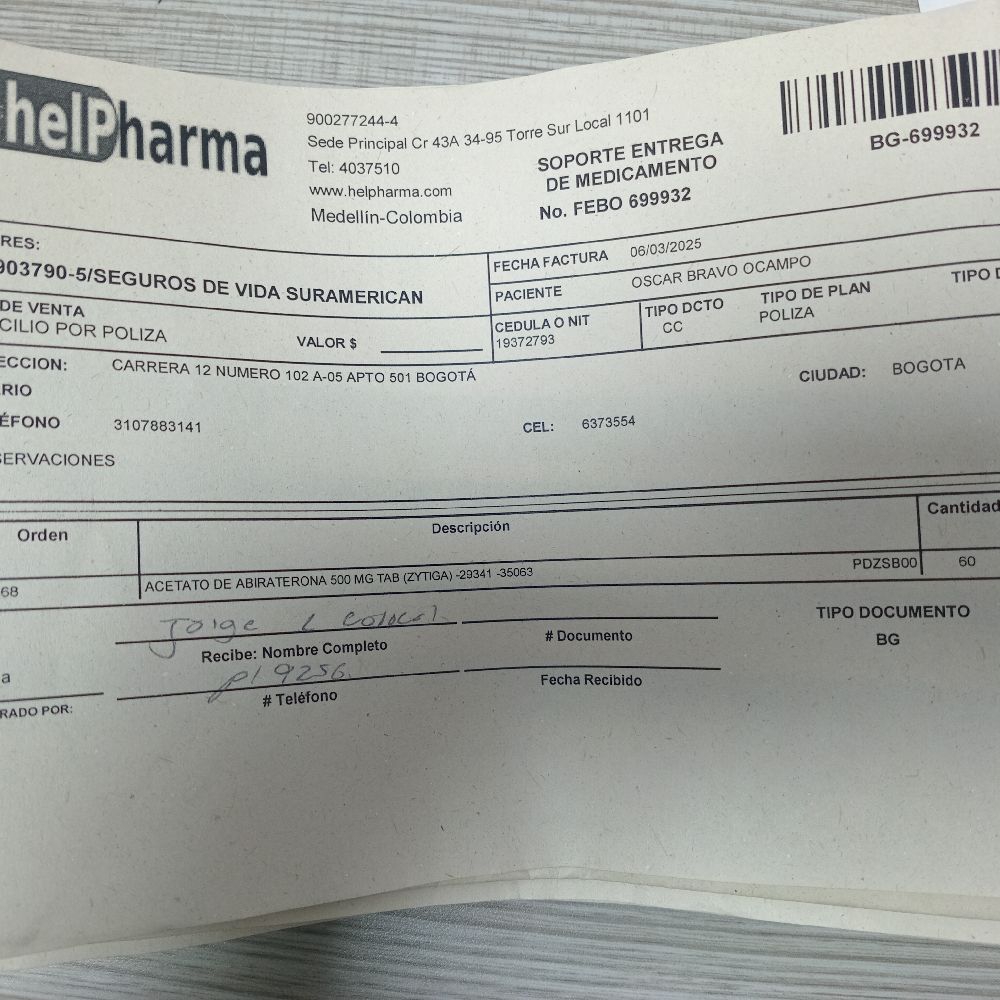 helPharma
900277244-4
Sede Principal Cr 43A 34-95 Torre Sur Local 1101
Tel: 4037510
www.helpharma.com
Medellín-Colombia
SOPORTE ENTREGA
DE MEDICAMENTO
No. FEBO 699932
BG-699932
RES:
903790-5/SEGUROS DE VIDA SURAMERICAN
FECHA FACTURA 06/03/2025
PACIENTE OSCAR BRAVO OCAMPO
DE VENTA
CILIO POR POLIZA
VALOR $
CEDULA O NIT
19372793
TIPO DCTO
CC
TIPO DE PLAN
POLIZA
TIPO D
ECCION: CARRERA 12 NUMERO 102 A-05 APTO 501 BOGOTÁ
CIUDAD: BOGOTA
RIO
ÉFONO 3107883141
CEL: 6373554
SERVACIONES
Orden Descripción Cantidad
68 ACETATO DE ABIRATERONA 500 MG TAB (ZYTIGA) -29341 -35063 PDZSB00 60
Jorge L
Recibe: Nombre Completo
# Documento
TIPO DOCUMENTO
BG
a
9256
# Teléfono
Fecha Recibido
RADO POR: